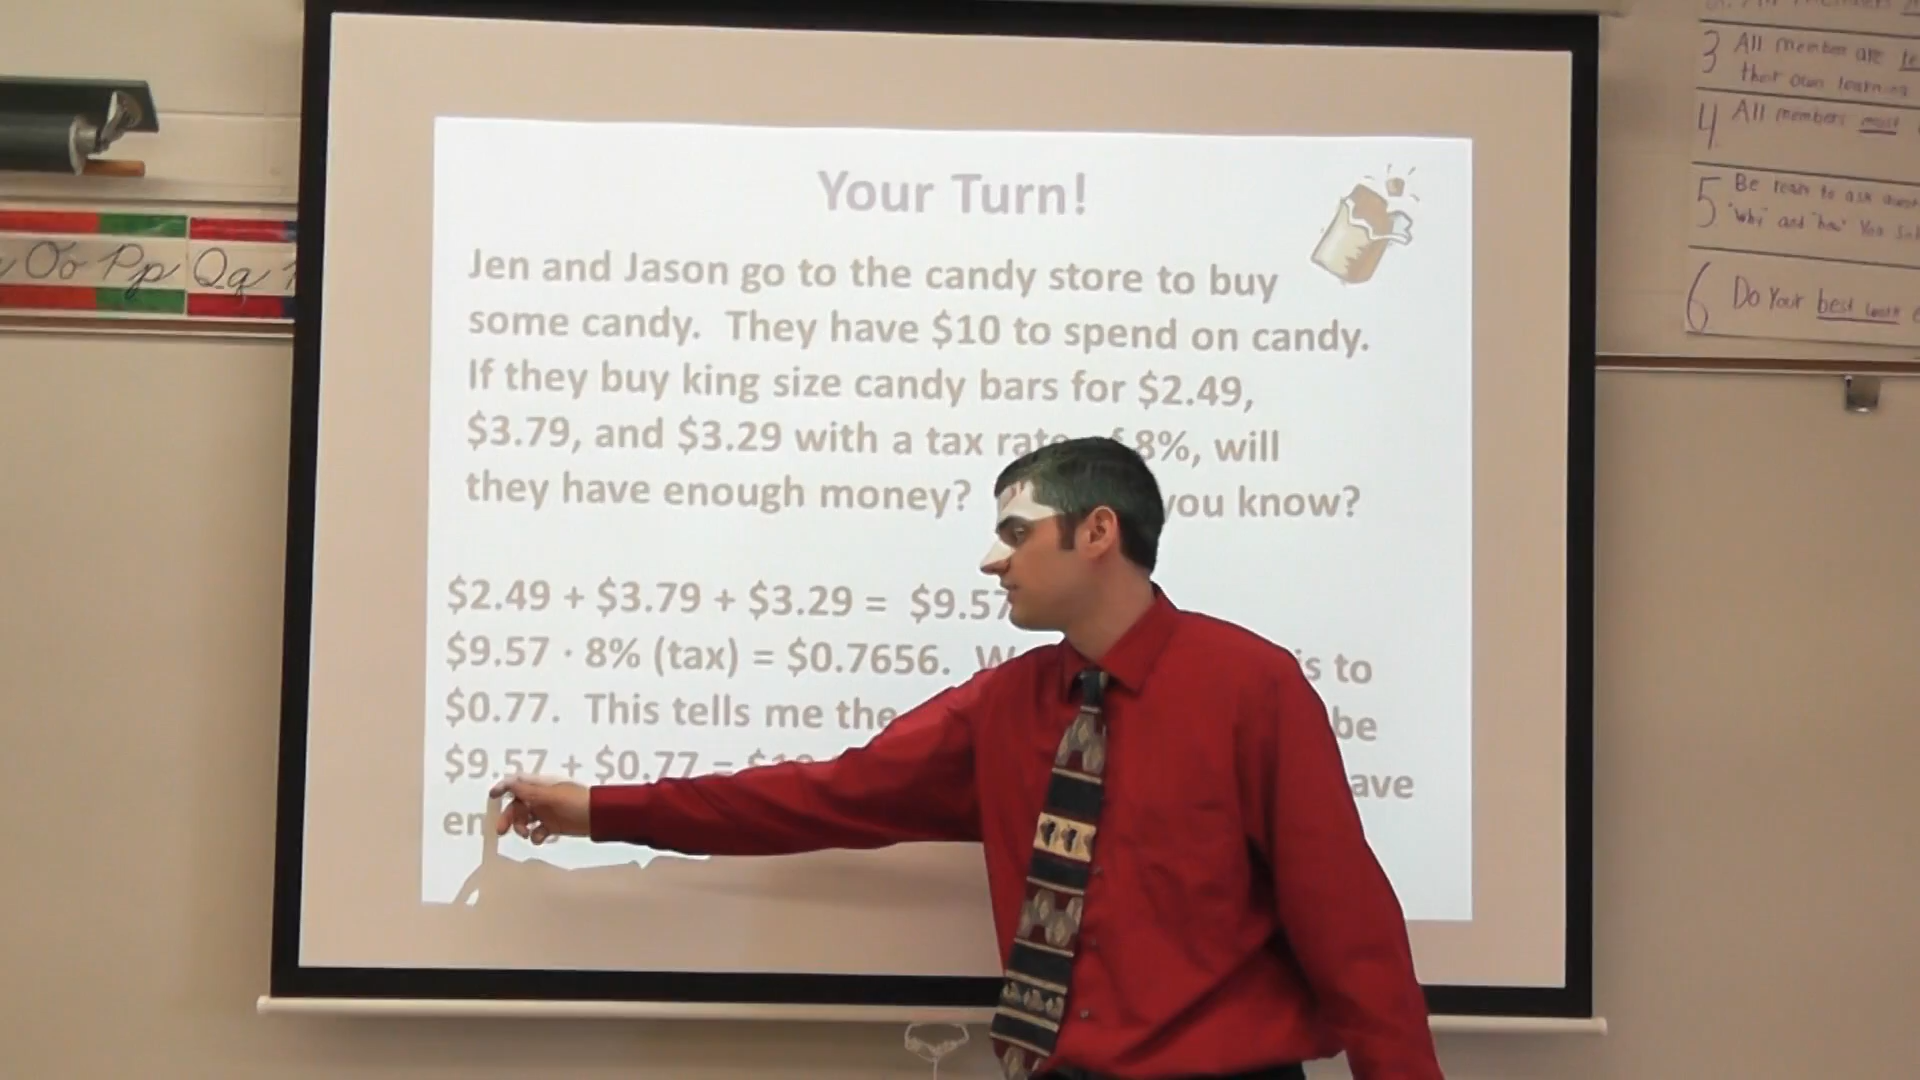 Your Turn!
Jen and Jason go to the candy store to buy
some candy. They have $10 to spend on candy.
If they buy king size candy bars for $2.49,
$3.79, and $3.29 with a tax rate of 8%, will
they have enough money? you know?
$2.49 + $3.79 + $3.29 = $9.57
$9.57 · 8% (tax) = $0.7656. is to
$0.77. This tells me the be
$9.57 + $0.77 = ave
Oo Pp Qq
3 All member are
their own learning
4 All members must
5 Be to ask
"why" and "how" You
6 Do Your best work